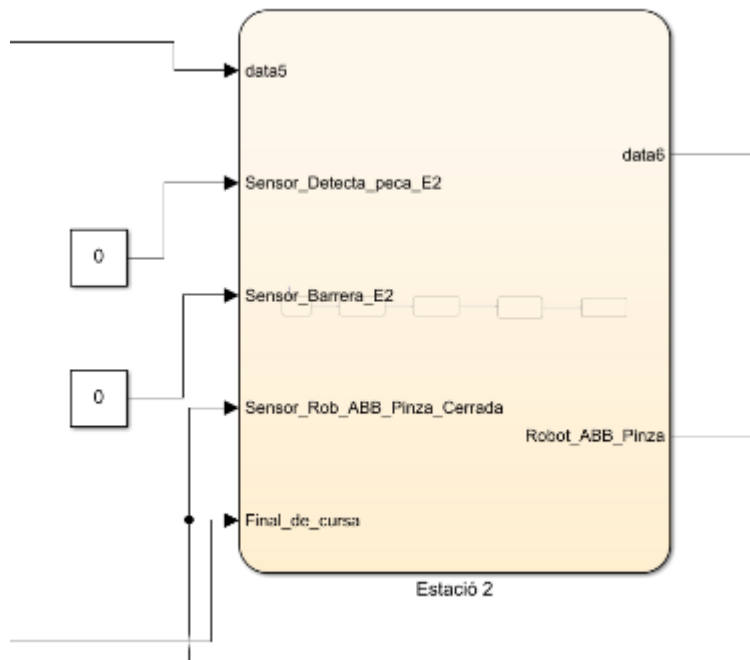 data5
data6
Sensor_Detecta_peca_E2
0
Sensor_Barrera_E2
0
Sensor_Rob_ABB_Pinza_Cerrada
Robot_ABB_Pinza
Final_de_cursa
Estació 2